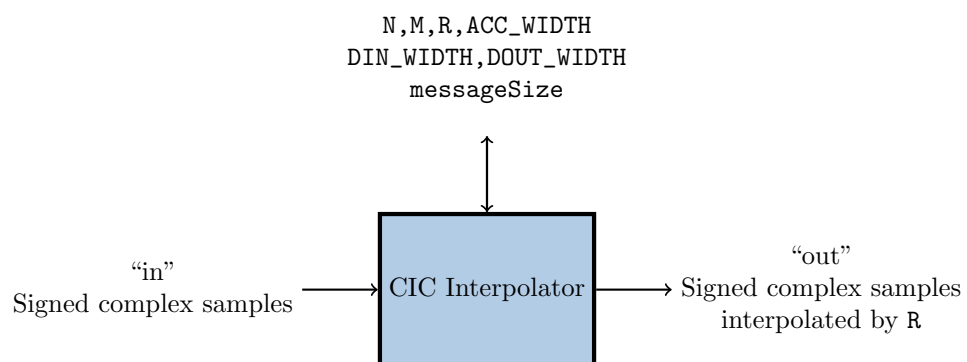 N,M,R,ACC_WIDTH
DIN_WIDTH,DOUT_WIDTH
messageSize
“in”
Signed complex samples
CIC Interpolator
“out”
Signed complex samples
interpolated by R